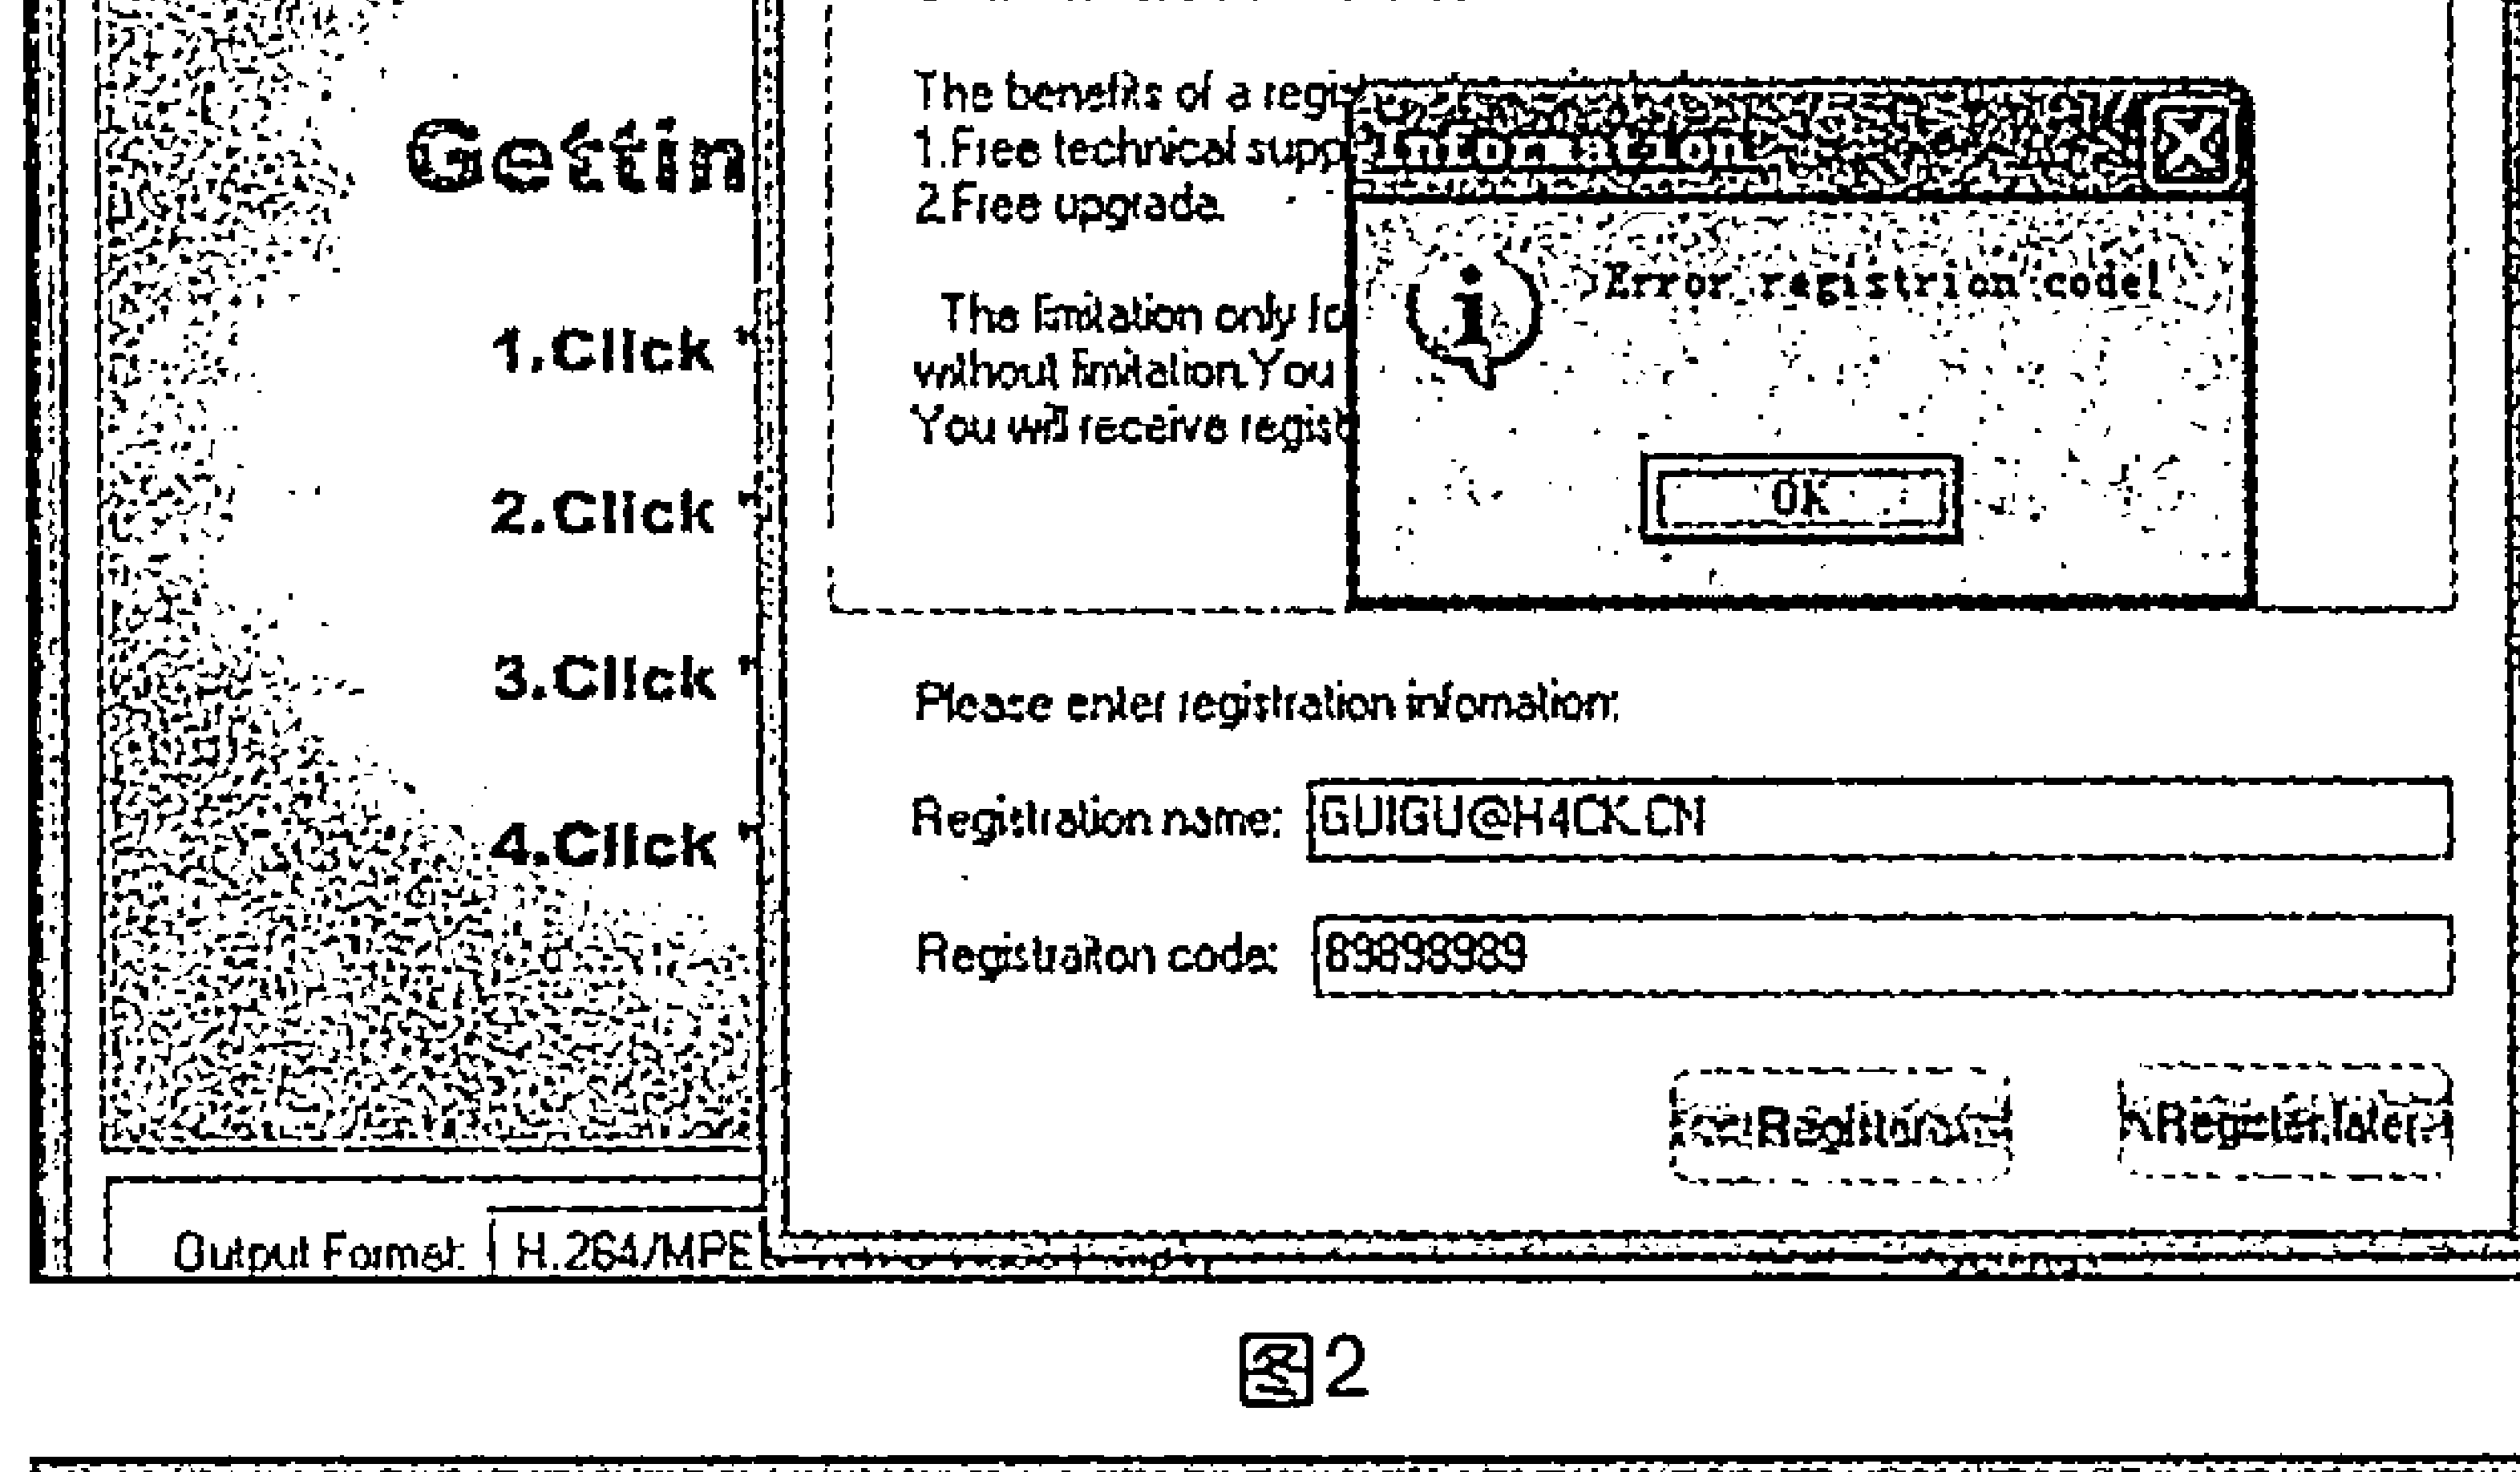 The benefits of a regis
1.Free technical supp
2.Free upgrade.
The limitation only fo
without limitation.You
You will receive regist
Information
Error registrion code!
OK
Gettin
1.Click "
2.Click "
3.Click "
4.Click "
Please enter registration infomation:
Registration name: GUIGU@H4CK.CN
Registraiton code: 89898989
Register
Register later
Output Format: H.264/MPE
图2